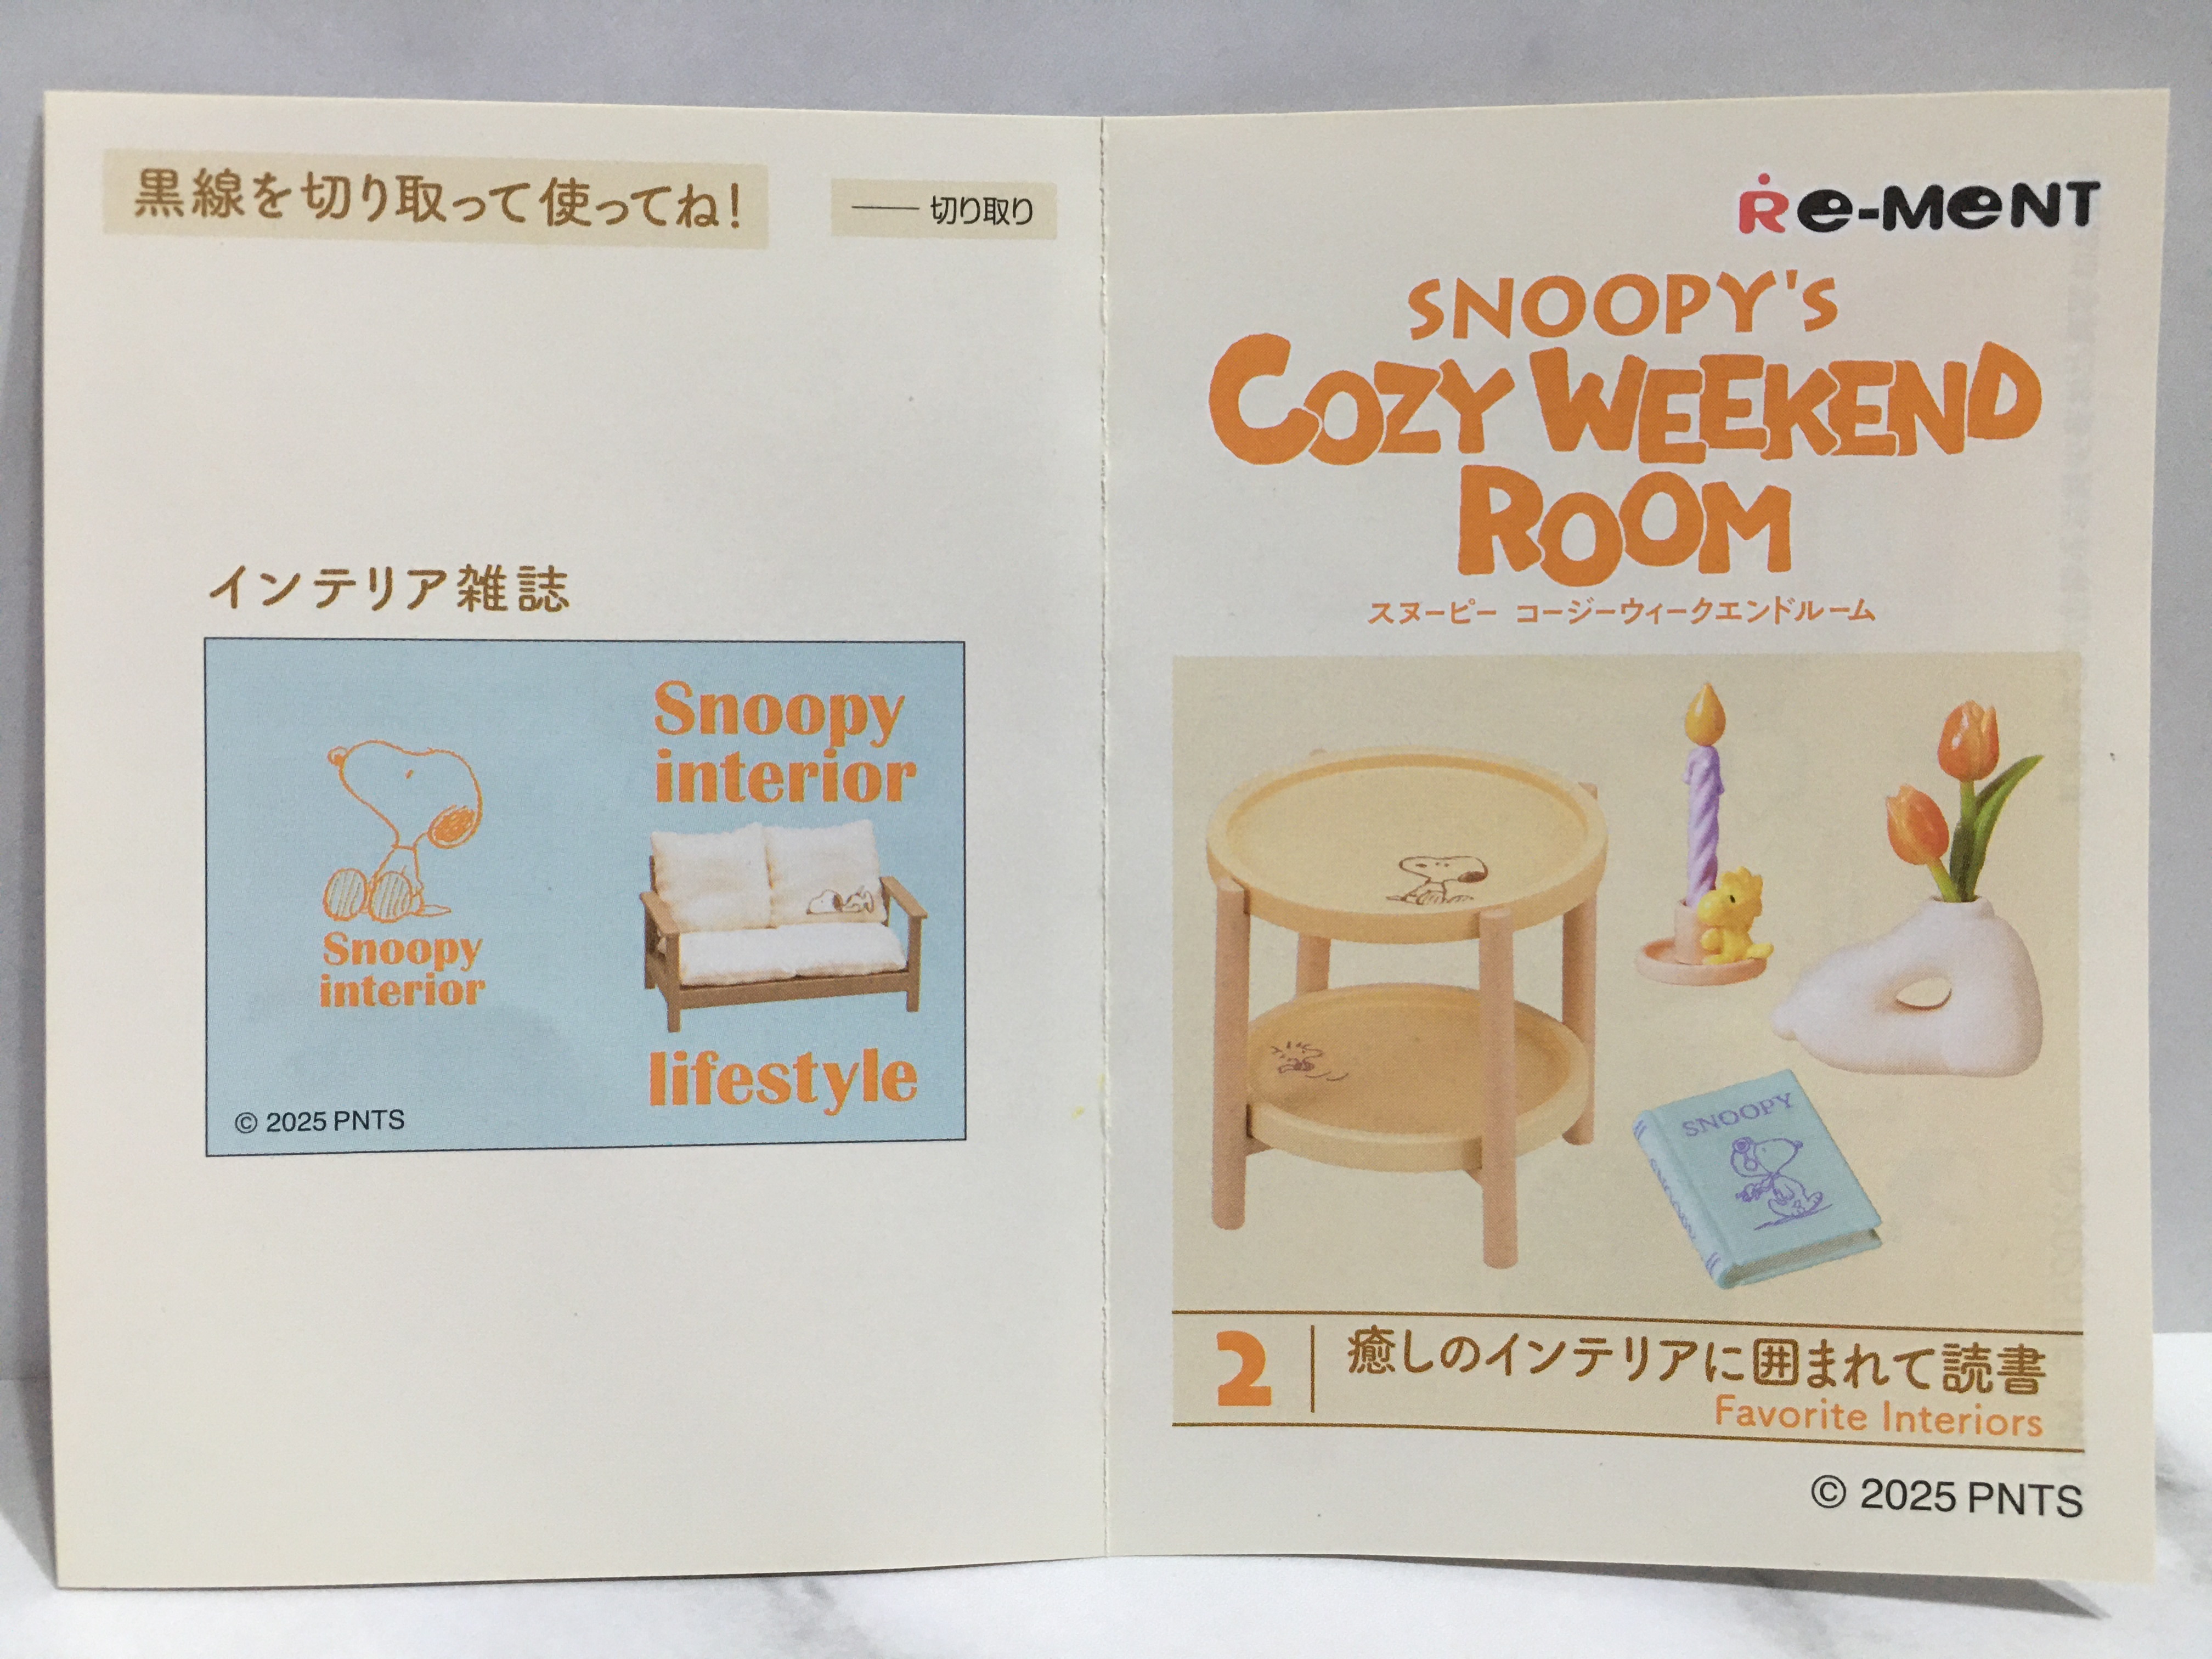 黒線を切り取って使ってね!
切り取り
インテリア雑誌
Snoopy
interior
Snoopy
interior
lifestyle
© 2025 PNTS
Re-MeNT
SNOOPY's
COZY WEEKEND
ROOM
スヌーピー コージーウィークエンドルーム
SNOOPY
SNOOPY
2
癒しのインテリアに囲まれて読書
Favorite Interiors
© 2025 PNTS